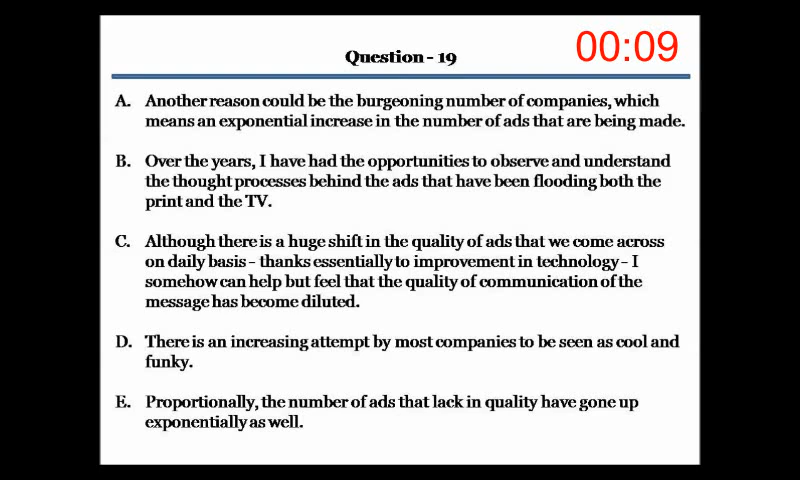 Question - 19
00:09
A. Another reason could be the burgeoning number of companies, which
means an exponential increase in the number of ads that are being made.
B. Over the years, I have had the opportunities to observe and understand
the thought processes behind the ads that have been flooding both the
print and the TV.
C. Although there is a huge shift in the quality of ads that we come across
on daily basis - thanks essentially to improvement in technology - I
somehow can help but feel that the quality of communication of the
message has become diluted.
D. There is an increasing attempt by most companies to be seen as cool and
funky.
E. Proportionally, the number of ads that lack in quality have gone up
exponentially as well.